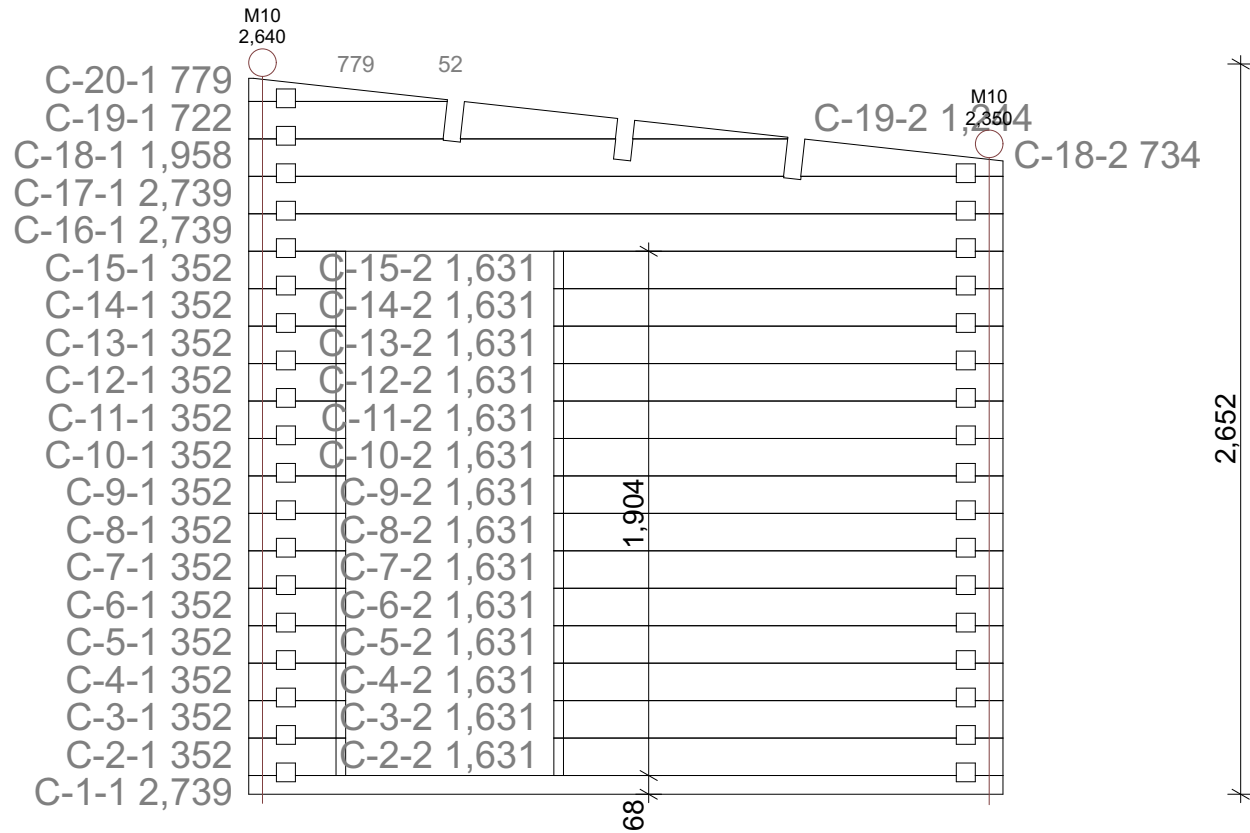 M10
2,640
779 52
C-20-1 779
M10
2,350
C-19-1 722
C-19-2 1,244
C-18-1 1,958
C-18-2 734
C-17-1 2,739
C-16-1 2,739
C-15-1 352 C-15-2 1,631
C-14-1 352 C-14-2 1,631
C-13-1 352 C-13-2 1,631
C-12-1 352 C-12-2 1,631
C-11-1 352 C-11-2 1,631
C-10-1 352 C-10-2 1,631
C-9-1 352 C-9-2 1,631
C-8-1 352 C-8-2 1,631
C-7-1 352 C-7-2 1,631
C-6-1 352 C-6-2 1,631
C-5-1 352 C-5-2 1,631
C-4-1 352 C-4-2 1,631
C-3-1 352 C-3-2 1,631
C-2-1 352 C-2-2 1,631
C-1-1 2,739
1,904
68
2,652